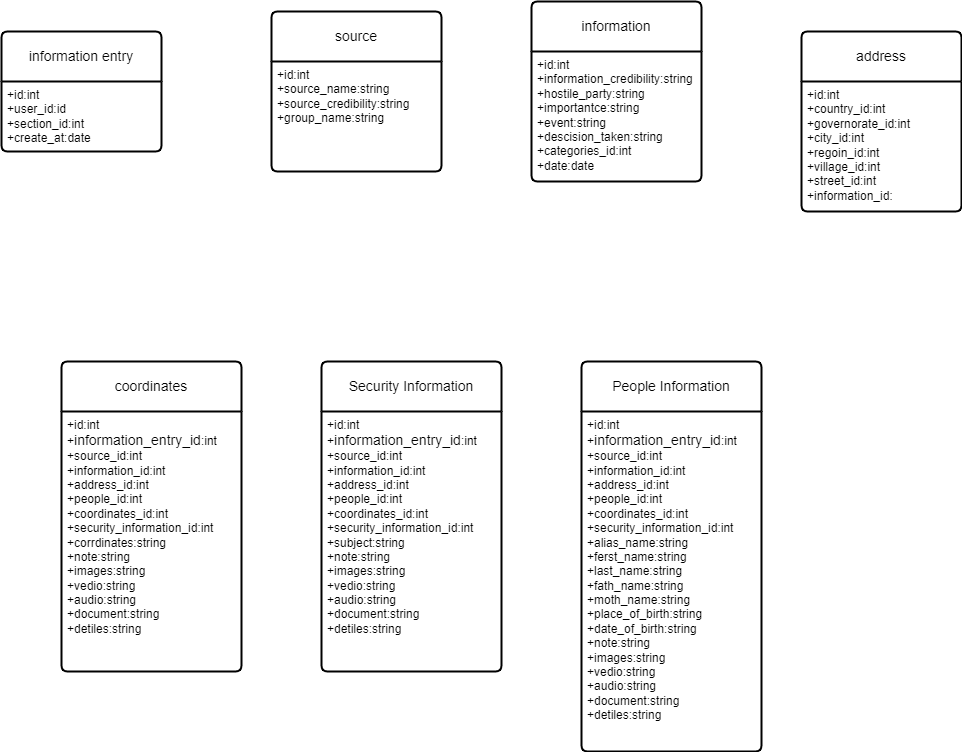 information entry
+id:int
+user_id:id
+section_id:int
+create_at:date
source
+id:int
+source_name:string
+source_credibility:string
+group_name:string
information
+id:int
+information_credibility:string
+hostile_party:string
+importantce:string
+event:string
+descision_taken:string
+categories_id:int
+date:date
address
+id:int
+country_id:int
+governorate_id:int
+city_id:int
+regoin_id:int
+village_id:int
+street_id:int
+information_id:
coordinates
+id:int
+information_entry_id:int
+source_id:int
+information_id:int
+address_id:int
+people_id:int
+coordinates_id:int
+security_information_id:int
+corrdinates:string
+note:string
+images:string
+vedio:string
+audio:string
+document:string
+detiles:string
Security Information
+id:int
+information_entry_id:int
+source_id:int
+information_id:int
+address_id:int
+people_id:int
+coordinates_id:int
+security_information_id:int
+subject:string
+note:string
+images:string
+vedio:string
+audio:string
+document:string
+detiles:string
People Information
+id:int
+information_entry_id:int
+source_id:int
+information_id:int
+address_id:int
+people_id:int
+coordinates_id:int
+security_information_id:int
+alias_name:string
+ferst_name:string
+last_name:string
+fath_name:string
+moth_name:string
+place_of_birth:string
+date_of_birth:string
+note:string
+images:string
+vedio:string
+audio:string
+document:string
+detiles:string